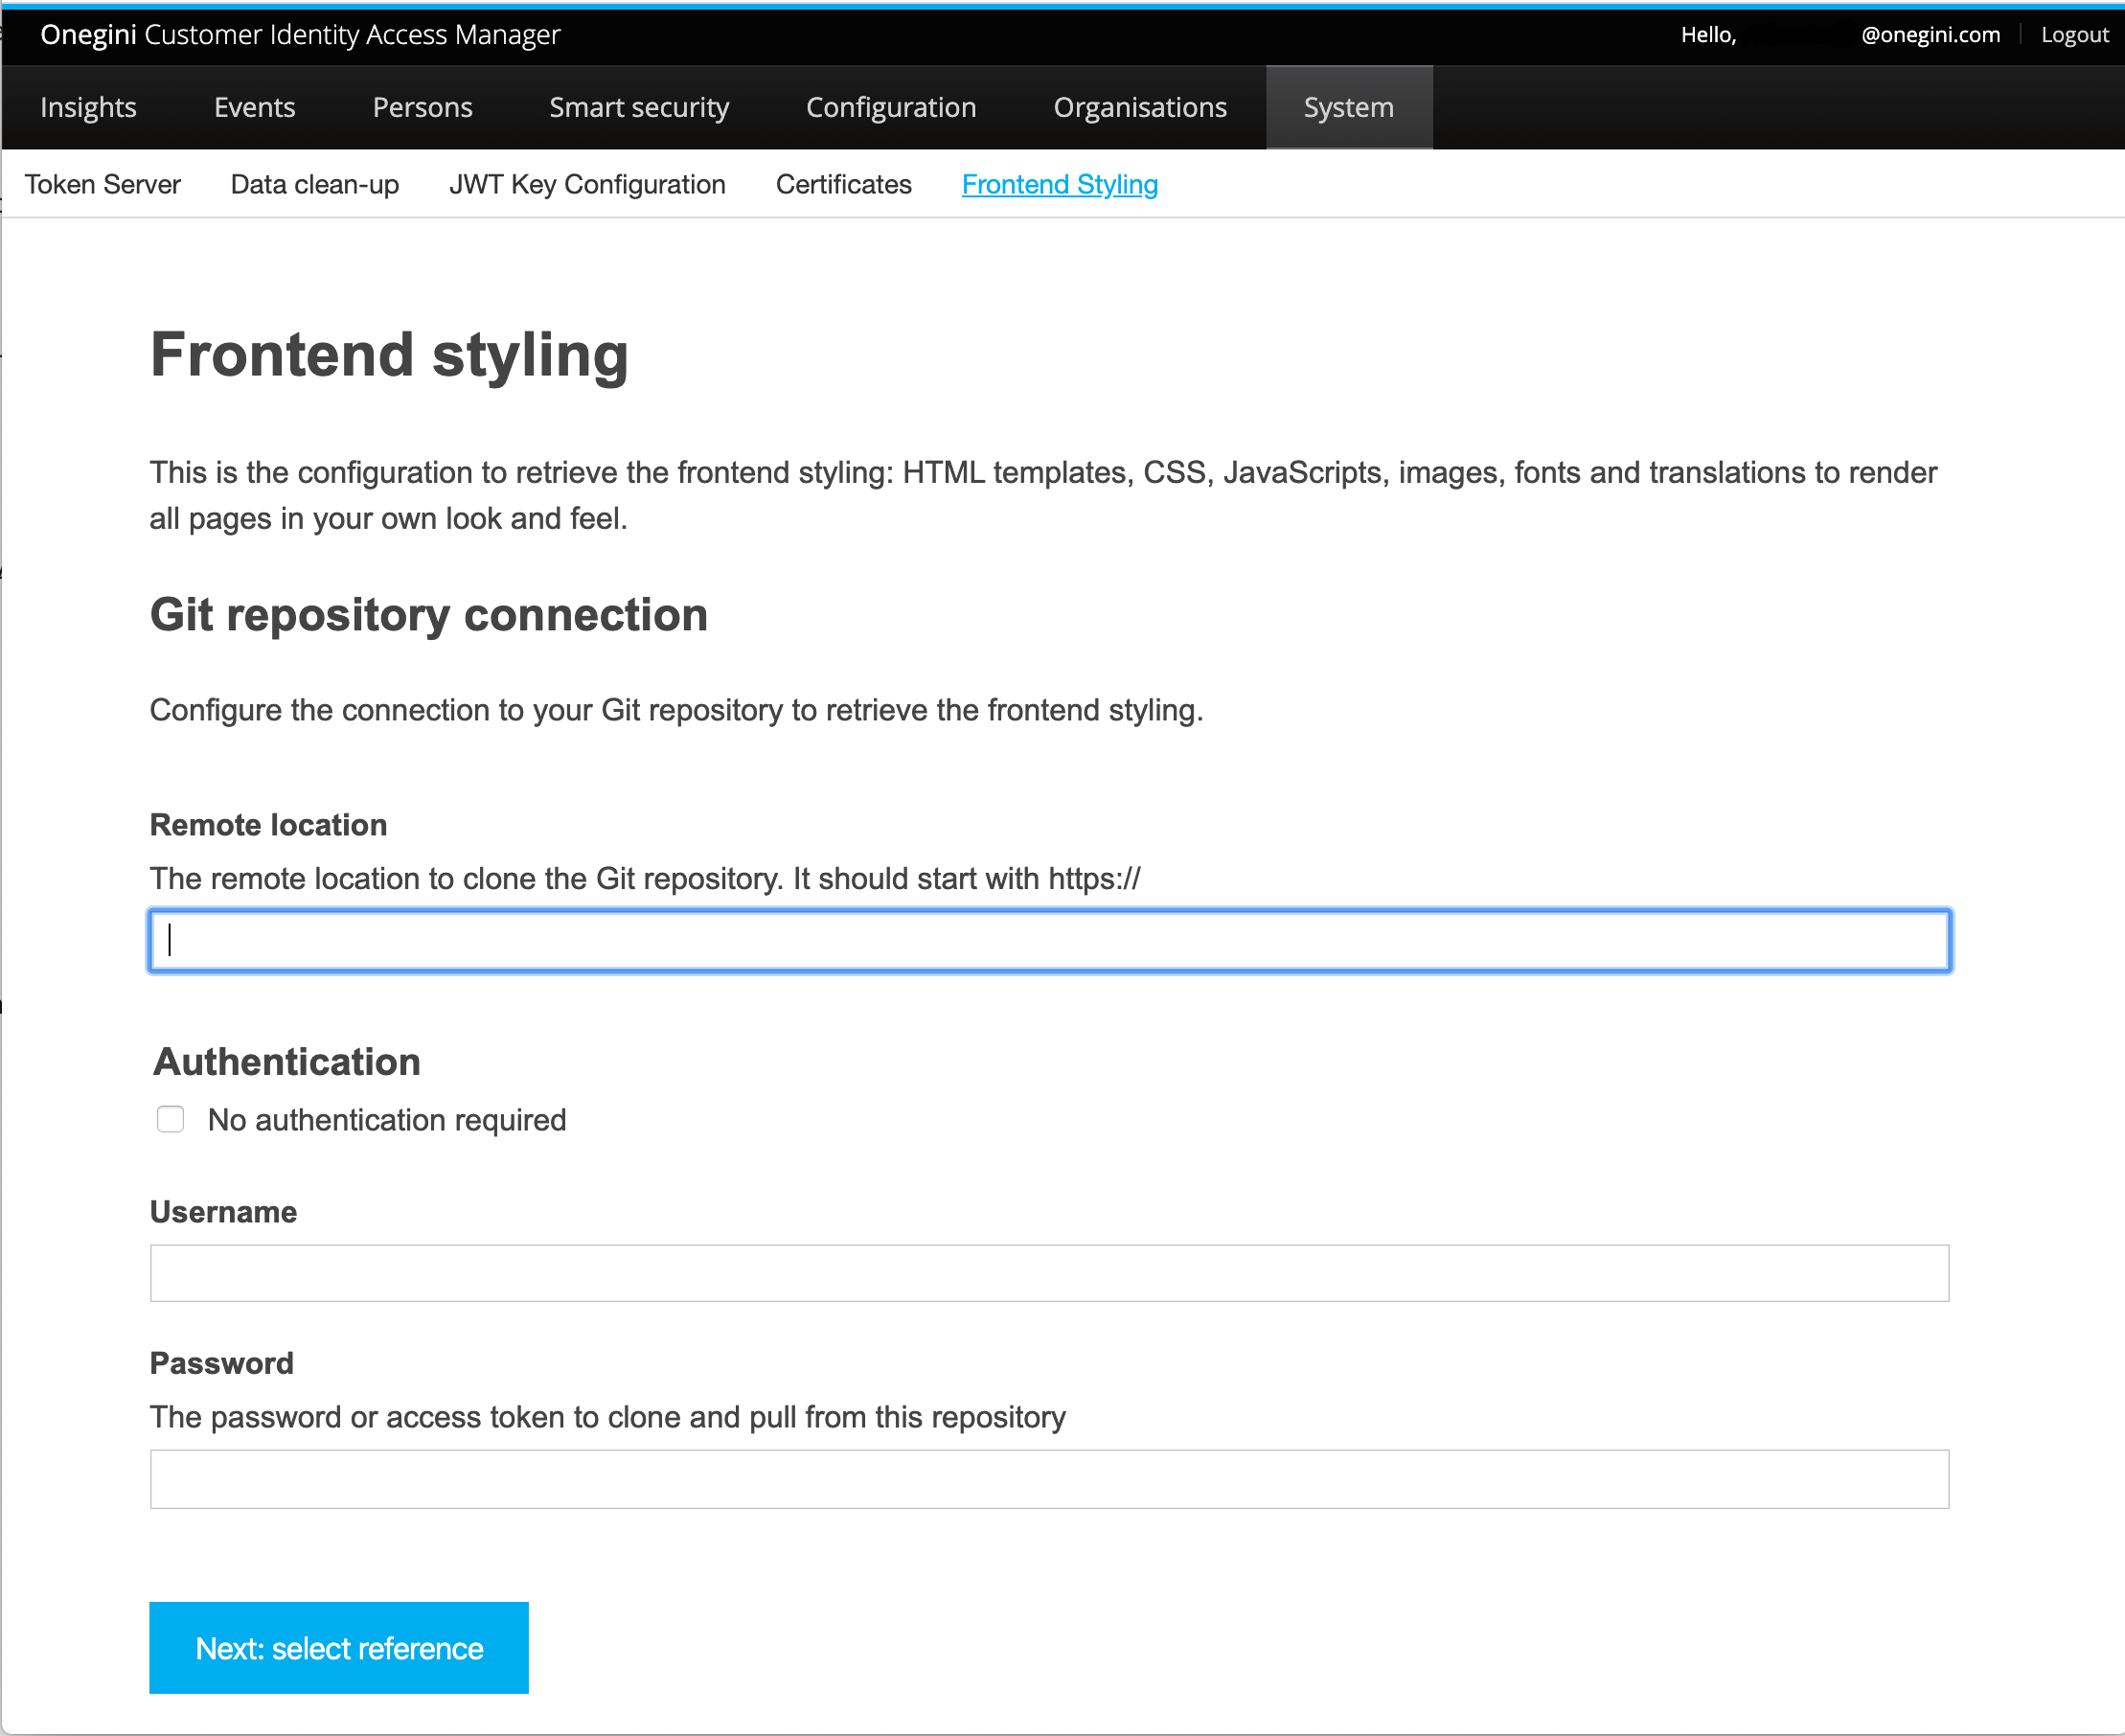 Onegini Customer Identity Access Manager
Hello, @onegini.com Logout
Insights Events Persons Smart security Configuration Organisations System
Token Server Data clean-up JWT Key Configuration Certificates Frontend Styling
Frontend styling
This is the configuration to retrieve the frontend styling: HTML templates, CSS, JavaScripts, images, fonts and translations to render
all pages in your own look and feel.
Git repository connection
Configure the connection to your Git repository to retrieve the frontend styling.
Remote location
The remote location to clone the Git repository. It should start with https://
Authentication
No authentication required
Username
Password
The password or access token to clone and pull from this repository
Next: select reference